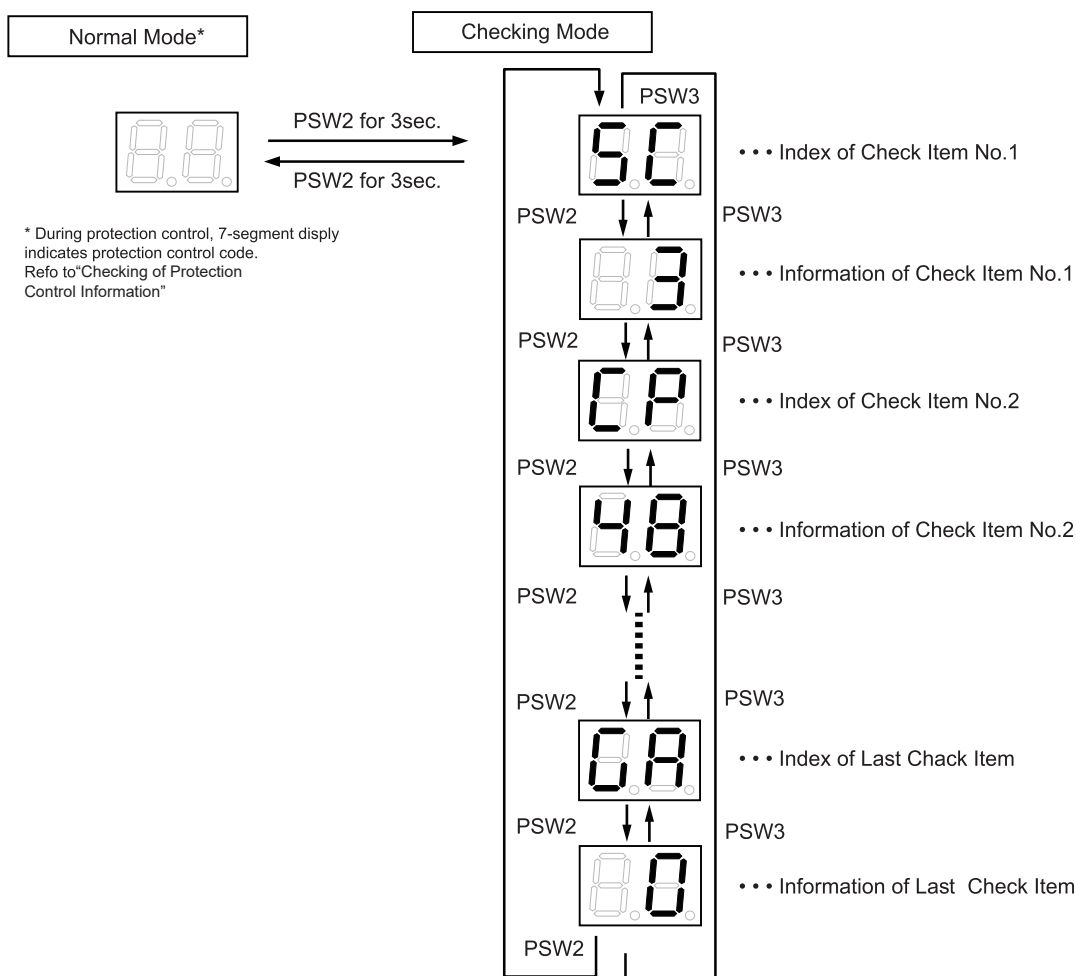 Normal Mode*
Checking Mode
PSW3
PSW2 for 3sec.
PSW2 for 3sec.
SC
• • • Index of Check Item No.1
PSW2
PSW3
* During protection control, 7-segment disply
indicates protection control code.
Refo to“Checking of Protection
Control Information”
3
• • • Information of Check Item No.1
PSW2
PSW3
CP
• • • Index of Check Item No.2
PSW2
PSW3
48
• • • Information of Check Item No.2
PSW2
PSW3
PSW2
PSW3
GA
• • • Index of Last Chack Item
PSW2
PSW3
0
• • • Information of Last Check Item
PSW2